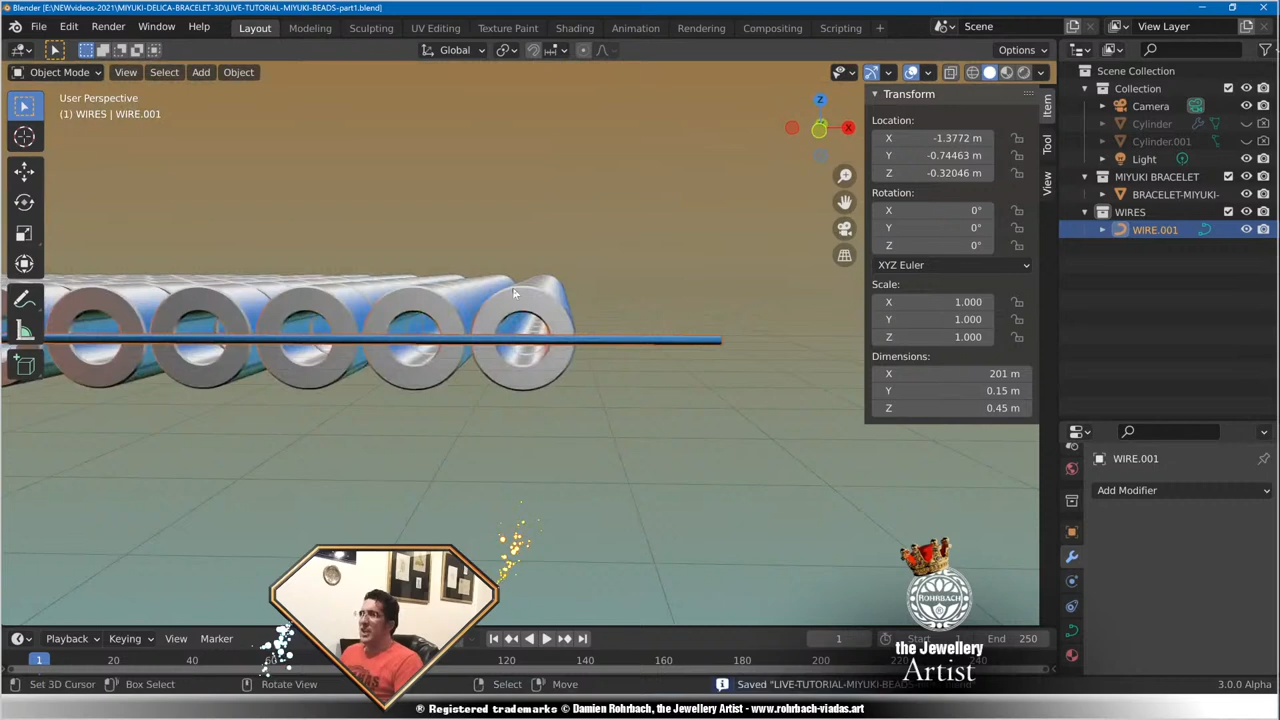 Blender [E:\NEWvideos-2021\MIYUKI-DELICA-BRACELET-3D\LIVE-TUTORIAL-MIYUKI-BEADS-part1.blend]
File Edit Render Window Help
Layout Modeling Sculpting UV Editing Texture Paint Shading Animation Rendering Compositing Scripting +
Scene
View Layer
Global
Options
Object Mode View Select Add Object
User Perspective
(1) WIRES | WIRE.001
Z
X
Transform
Location:
X -1.3772 m
Y -0.74463 m
Z -0.32046 m
Rotation:
X 0°
Y 0°
Z 0°
XYZ Euler
Scale:
X 1.000
Y 1.000
Z 1.000
Dimensions:
X 201 m
Y 0.15 m
Z 0.45 m
Item
Tool
View
Scene Collection
Collection
Camera
Cylinder
Cylinder.001
Light
MIYUKI BRACELET
BRACELET-MIYUKI-
WIRES
WIRE.001
WIRE.001
Add Modifier
ROHRBACH
the Jewellery
Artist
Playback Keying View Marker
1 Start 1 End 250
1 20 40 60 120 140 160 180 200 220 240
Set 3D Cursor Box Select Rotate View Select Move
Saved "LIVE-TUTORIAL-MIYUKI-BEADS-
3.0.0 Alpha
® Registered trademarks © Damien Rohrbach, the Jewellery Artist - www.rohrbach-viadas.art